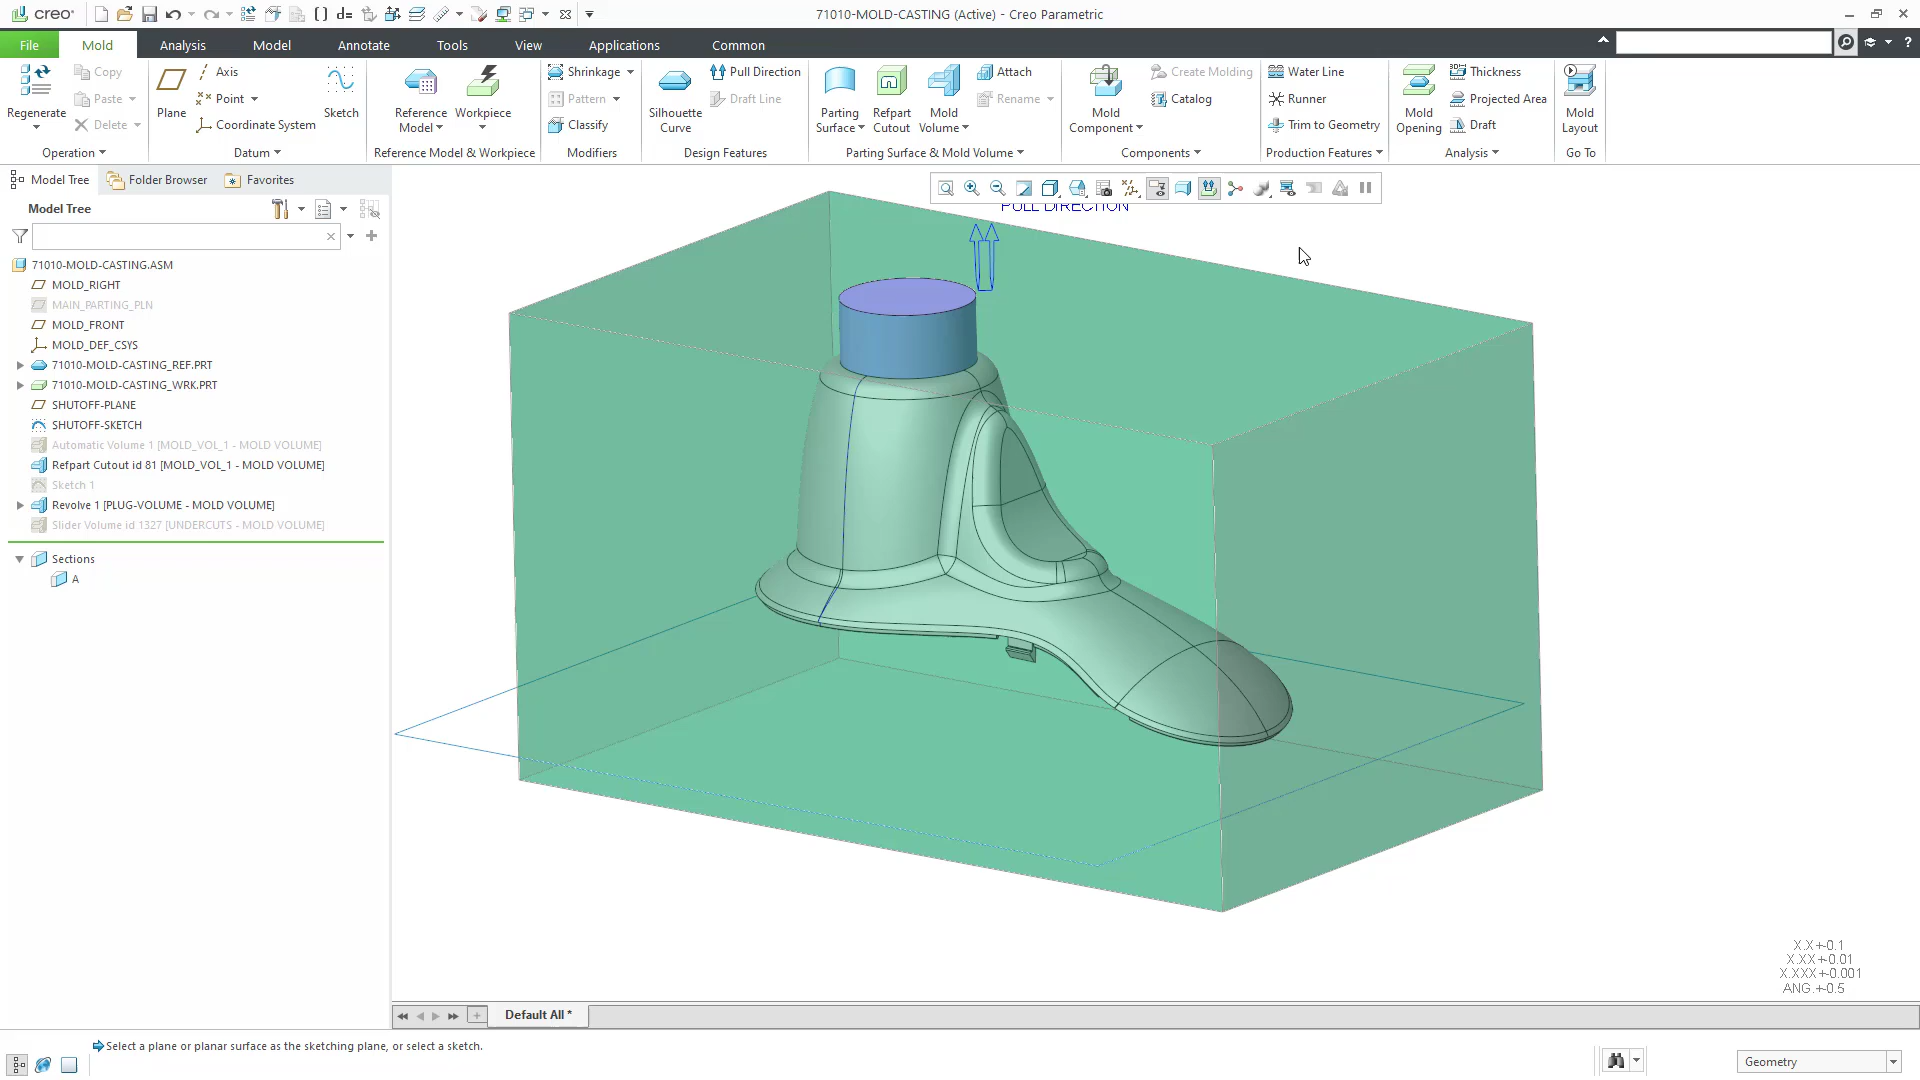 creo
71010-MOLD-CASTING (Active) - Creo Parametric
File
Mold
Analysis
Model
Annotate
Tools
View
Applications
Common
Regenerate
Copy
Paste
Delete
Operation
Plane
Axis
Point
Coordinate System
Sketch
Datum
Reference Model
Workpiece
Reference Model & Workpiece
Shrinkage
Pattern
Classify
Modifiers
Silhouette Curve
Pull Direction
Draft Line
Design Features
Parting Surface
Refpart Cutout
Mold Volume
Attach
Rename
Parting Surface & Mold Volume
Mold Component
Create Molding
Catalog
Components
Water Line
Runner
Trim to Geometry
Production Features
Mold Opening
Thickness
Projected Area
Draft
Analysis
Mold Layout
Go To
Model Tree
Folder Browser
Favorites
Model Tree
71010-MOLD-CASTING.ASM
MOLD_RIGHT
MAIN_PARTING_PLN
MOLD_FRONT
MOLD_DEF_CSYS
71010-MOLD-CASTING_REF.PRT
71010-MOLD-CASTING_WRK.PRT
SHUTOFF-PLANE
SHUTOFF-SKETCH
Automatic Volume 1 [MOLD_VOL_1 - MOLD VOLUME]
Refpart Cutout id 81 [MOLD_VOL_1 - MOLD VOLUME]
Sketch 1
Revolve 1 [PLUG-VOLUME - MOLD VOLUME]
Slider Volume id 1327 [UNDERCUTS - MOLD VOLUME]
Sections
A
PULL DIRECTION
X.X+-0.1
X.XX+-0.01
X.XXX+-0.001
ANG.+-0.5
Default All *
Select a plane or planar surface as the sketching plane, or select a sketch.
Geometry